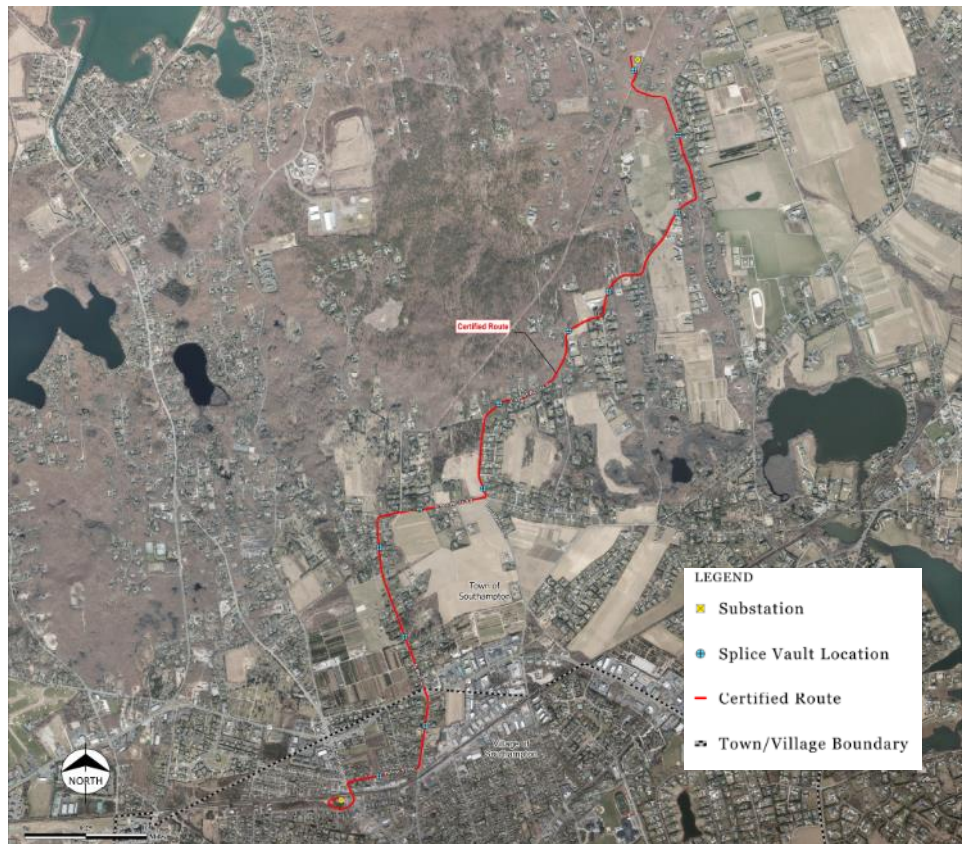 Certified Route
Town of
Southampton
LEGEND
Substation
Splice Vault Location
Certified Route
Town/Village Boundary
Village of
Southampton
NORTH
Miles